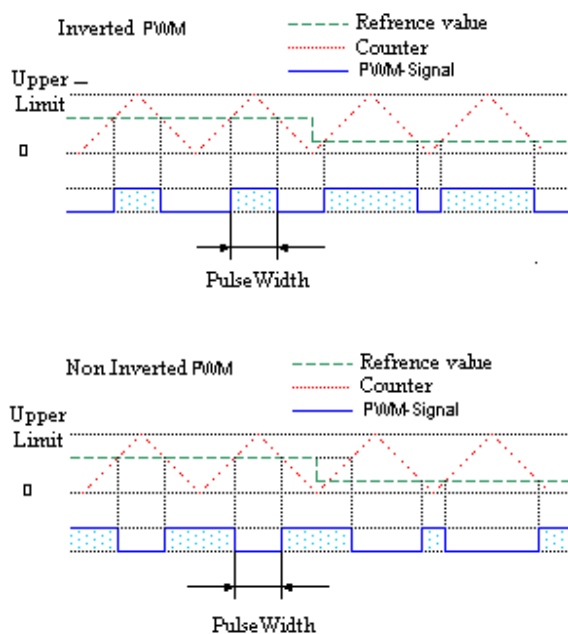 Inverted PWM
Refrence value
Counter
PWM-Signal
Upper
Limit
0
PulseWidth
Non Inverted PWM
Refrence value
Counter
PWM-Signal
Upper
Limit
0
PulseWidth